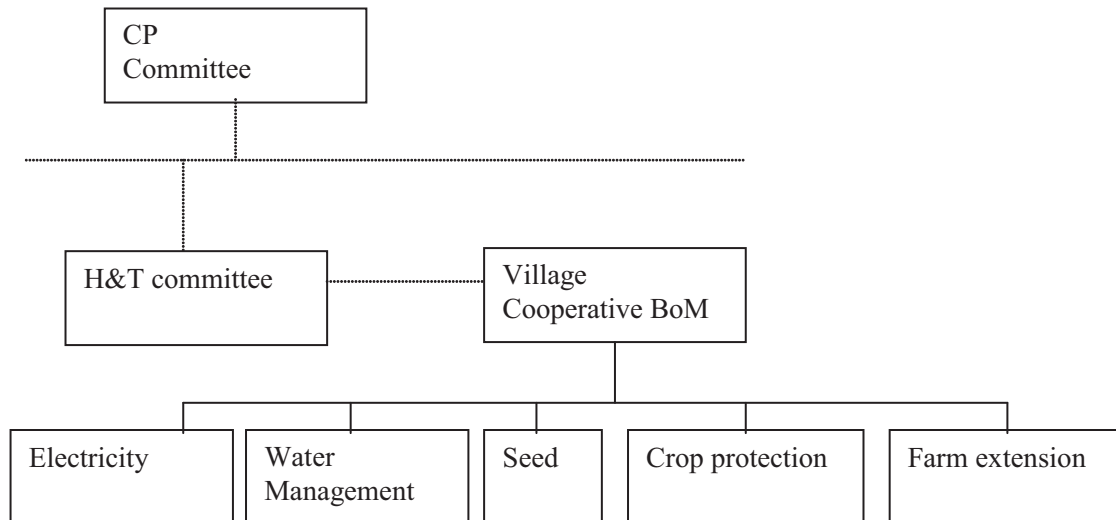 CP
Committee
H&T committee
Village
Cooperative BoM
Electricity
Water
Management
Seed
Crop protection
Farm extension